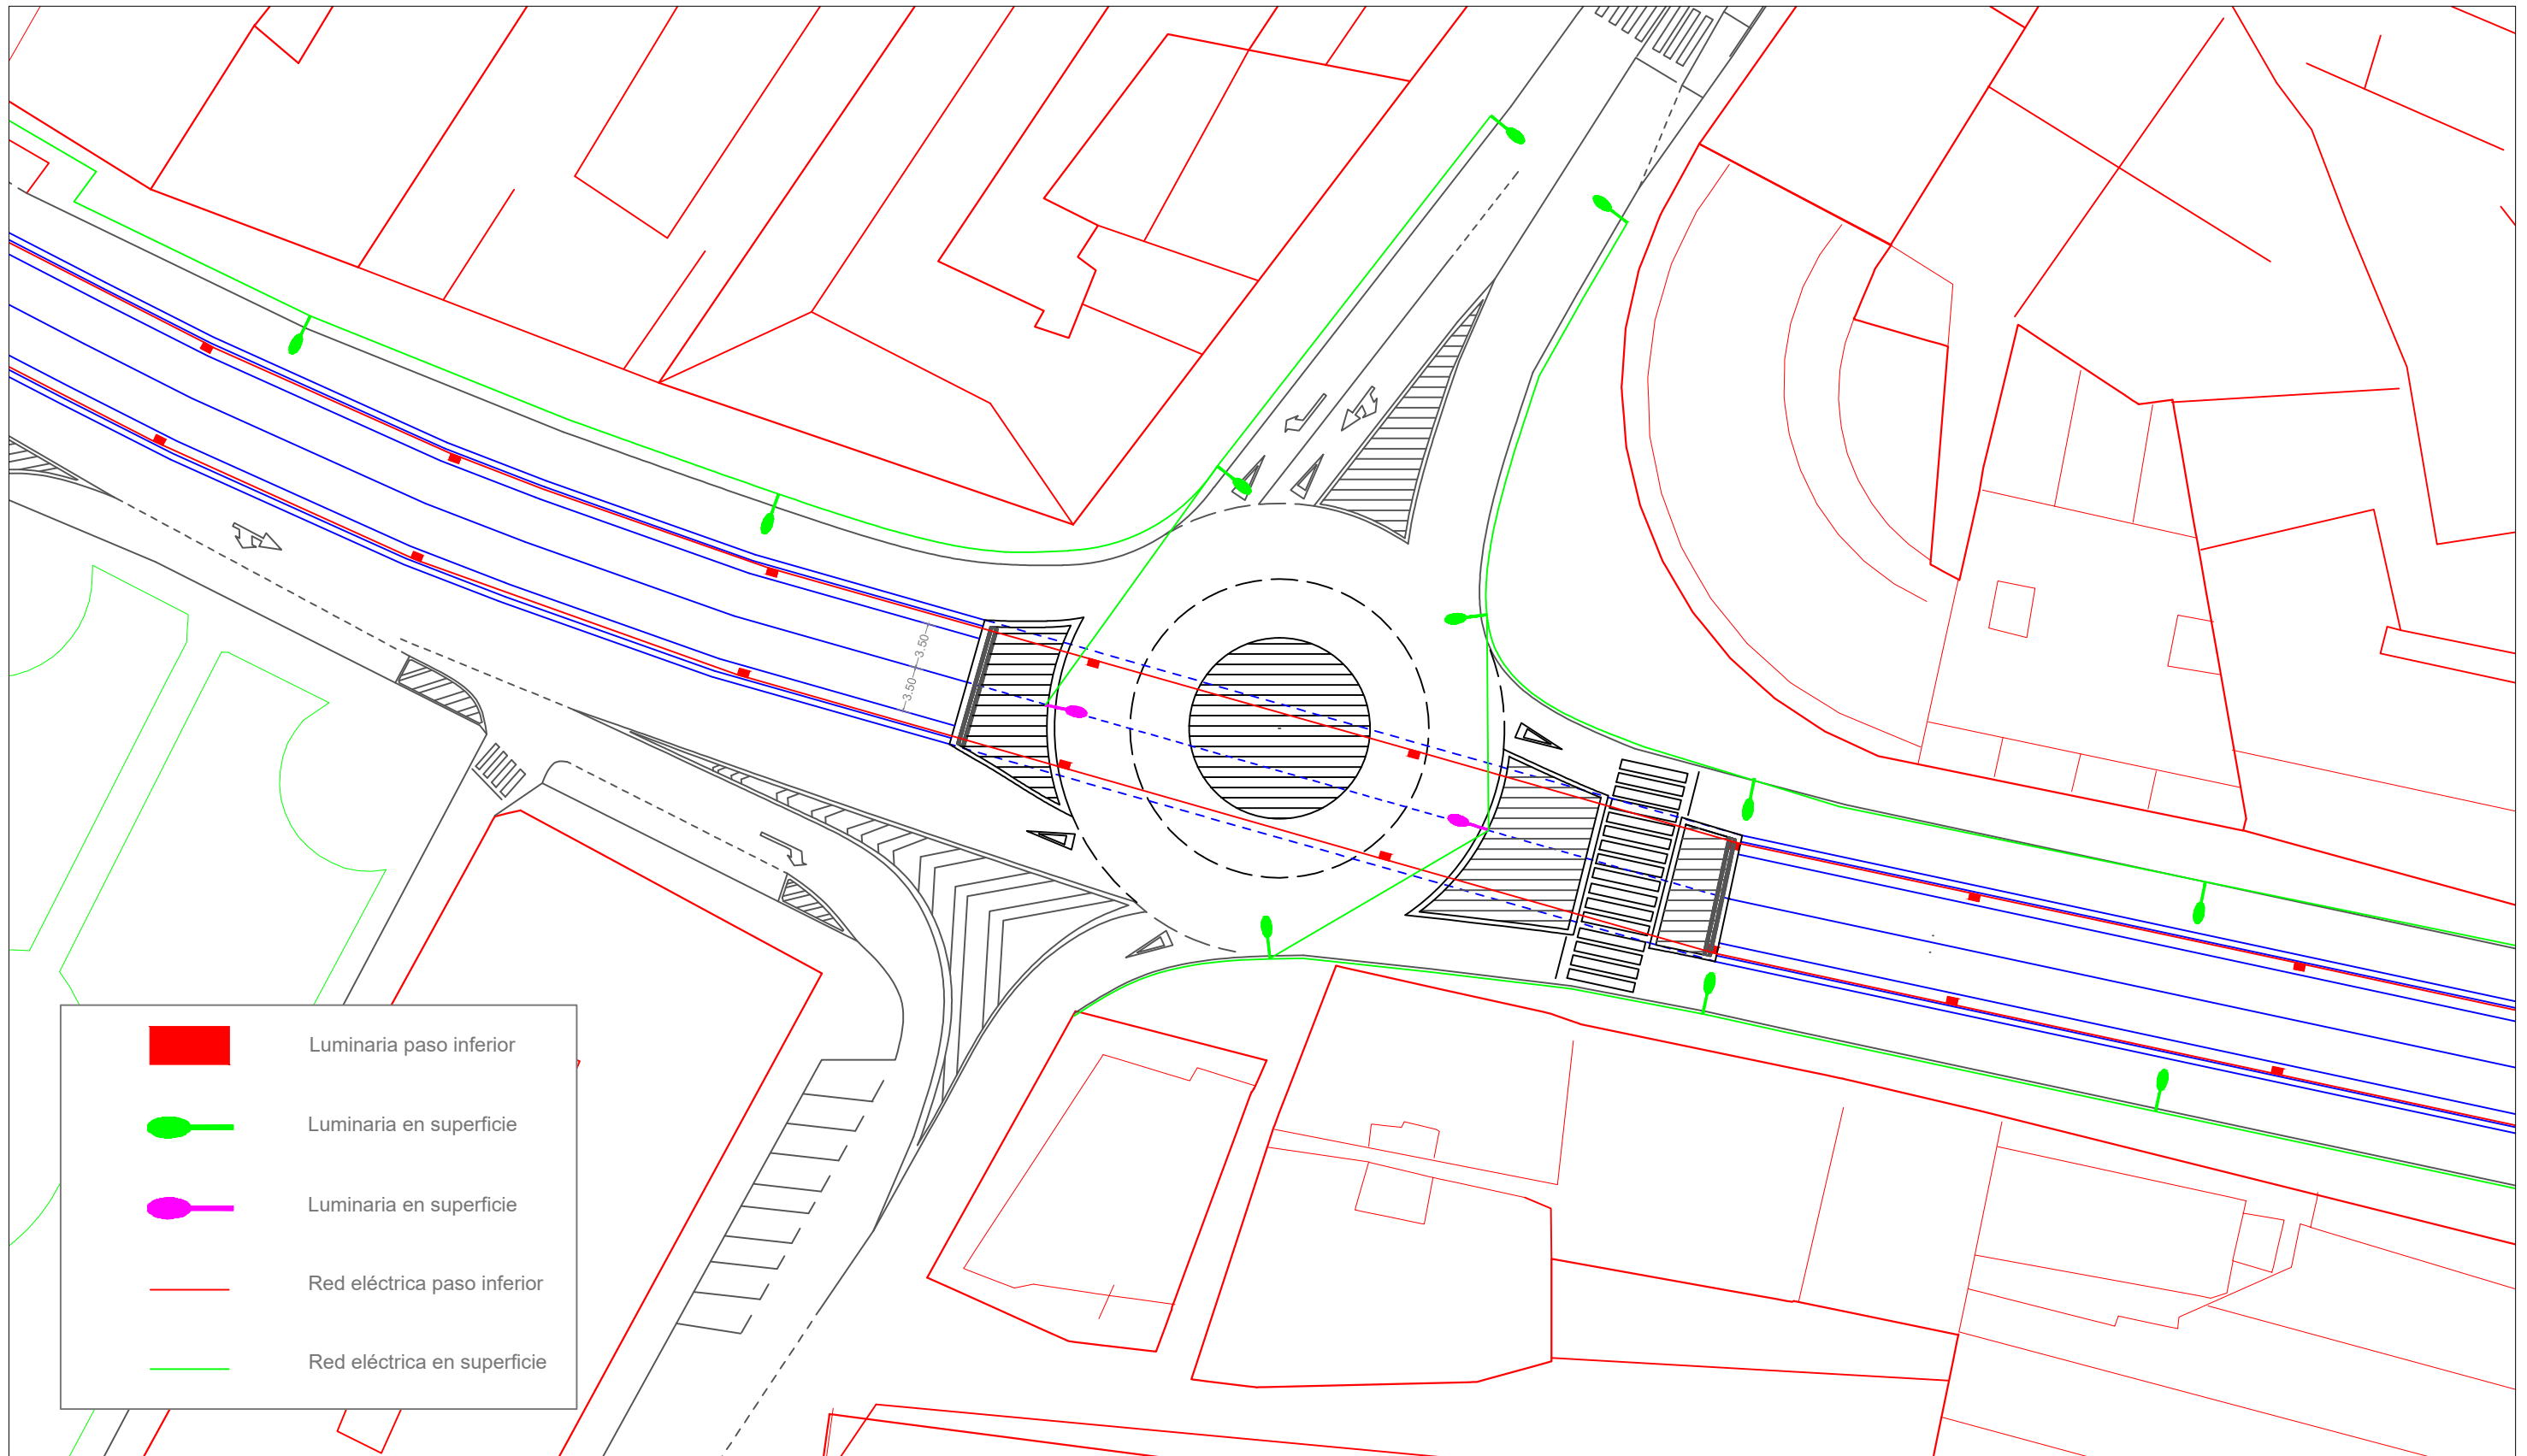 3.50
3.50
Luminaria paso inferior
Luminaria en superficie
Luminaria en superficie
Red eléctrica paso inferior
Red eléctrica en superficie